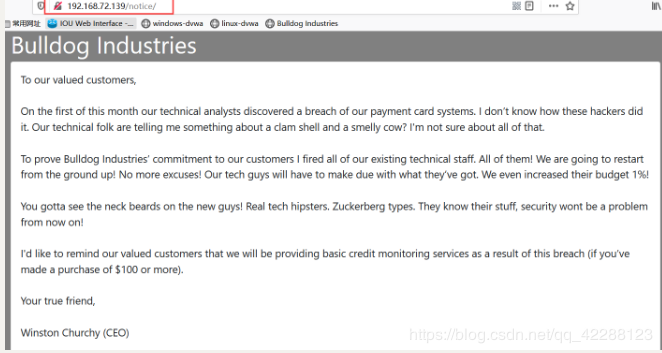 192.168.72.139/notice/
常用网址 IOU Web Interface -... windows-dvwa linux-dvwa Bulldog Industries
Bulldog Industries
To our valued customers,
On the first of this month our technical analysts discovered a breach of our payment card systems. I don't know how these hackers did
it. Our technical folk are telling me something about a clam shell and a smelly cow? I'm not sure about all of that.
To prove Bulldog Industries' commitment to our customers I fired all of our existing technical staff. All of them! We are going to restart
from the ground up! No more excuses! Our tech guys will have to make due with what they've got. We even increased their budget 1%!
You gotta see the neck beards on the new guys! Real tech hipsters. Zuckerberg types. They know their stuff, security wont be a problem
from now on!
I'd like to remind our valued customers that we will be providing basic credit monitoring services as a result of this breach (if you've
made a purchase of $100 or more).
Your true friend,
Winston Churchy (CEO)
https://blog.csdn.net/qq_42288123